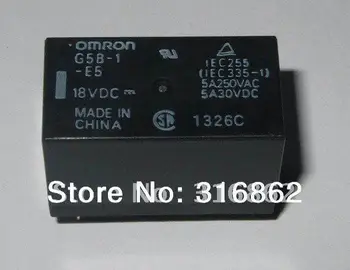 omron
G5B-1
-E5
18VDC
MADE IN
CHINA
IEC255
(IEC335-1)
5A250VAC
5A30VDC
1326C
Store No: 316862